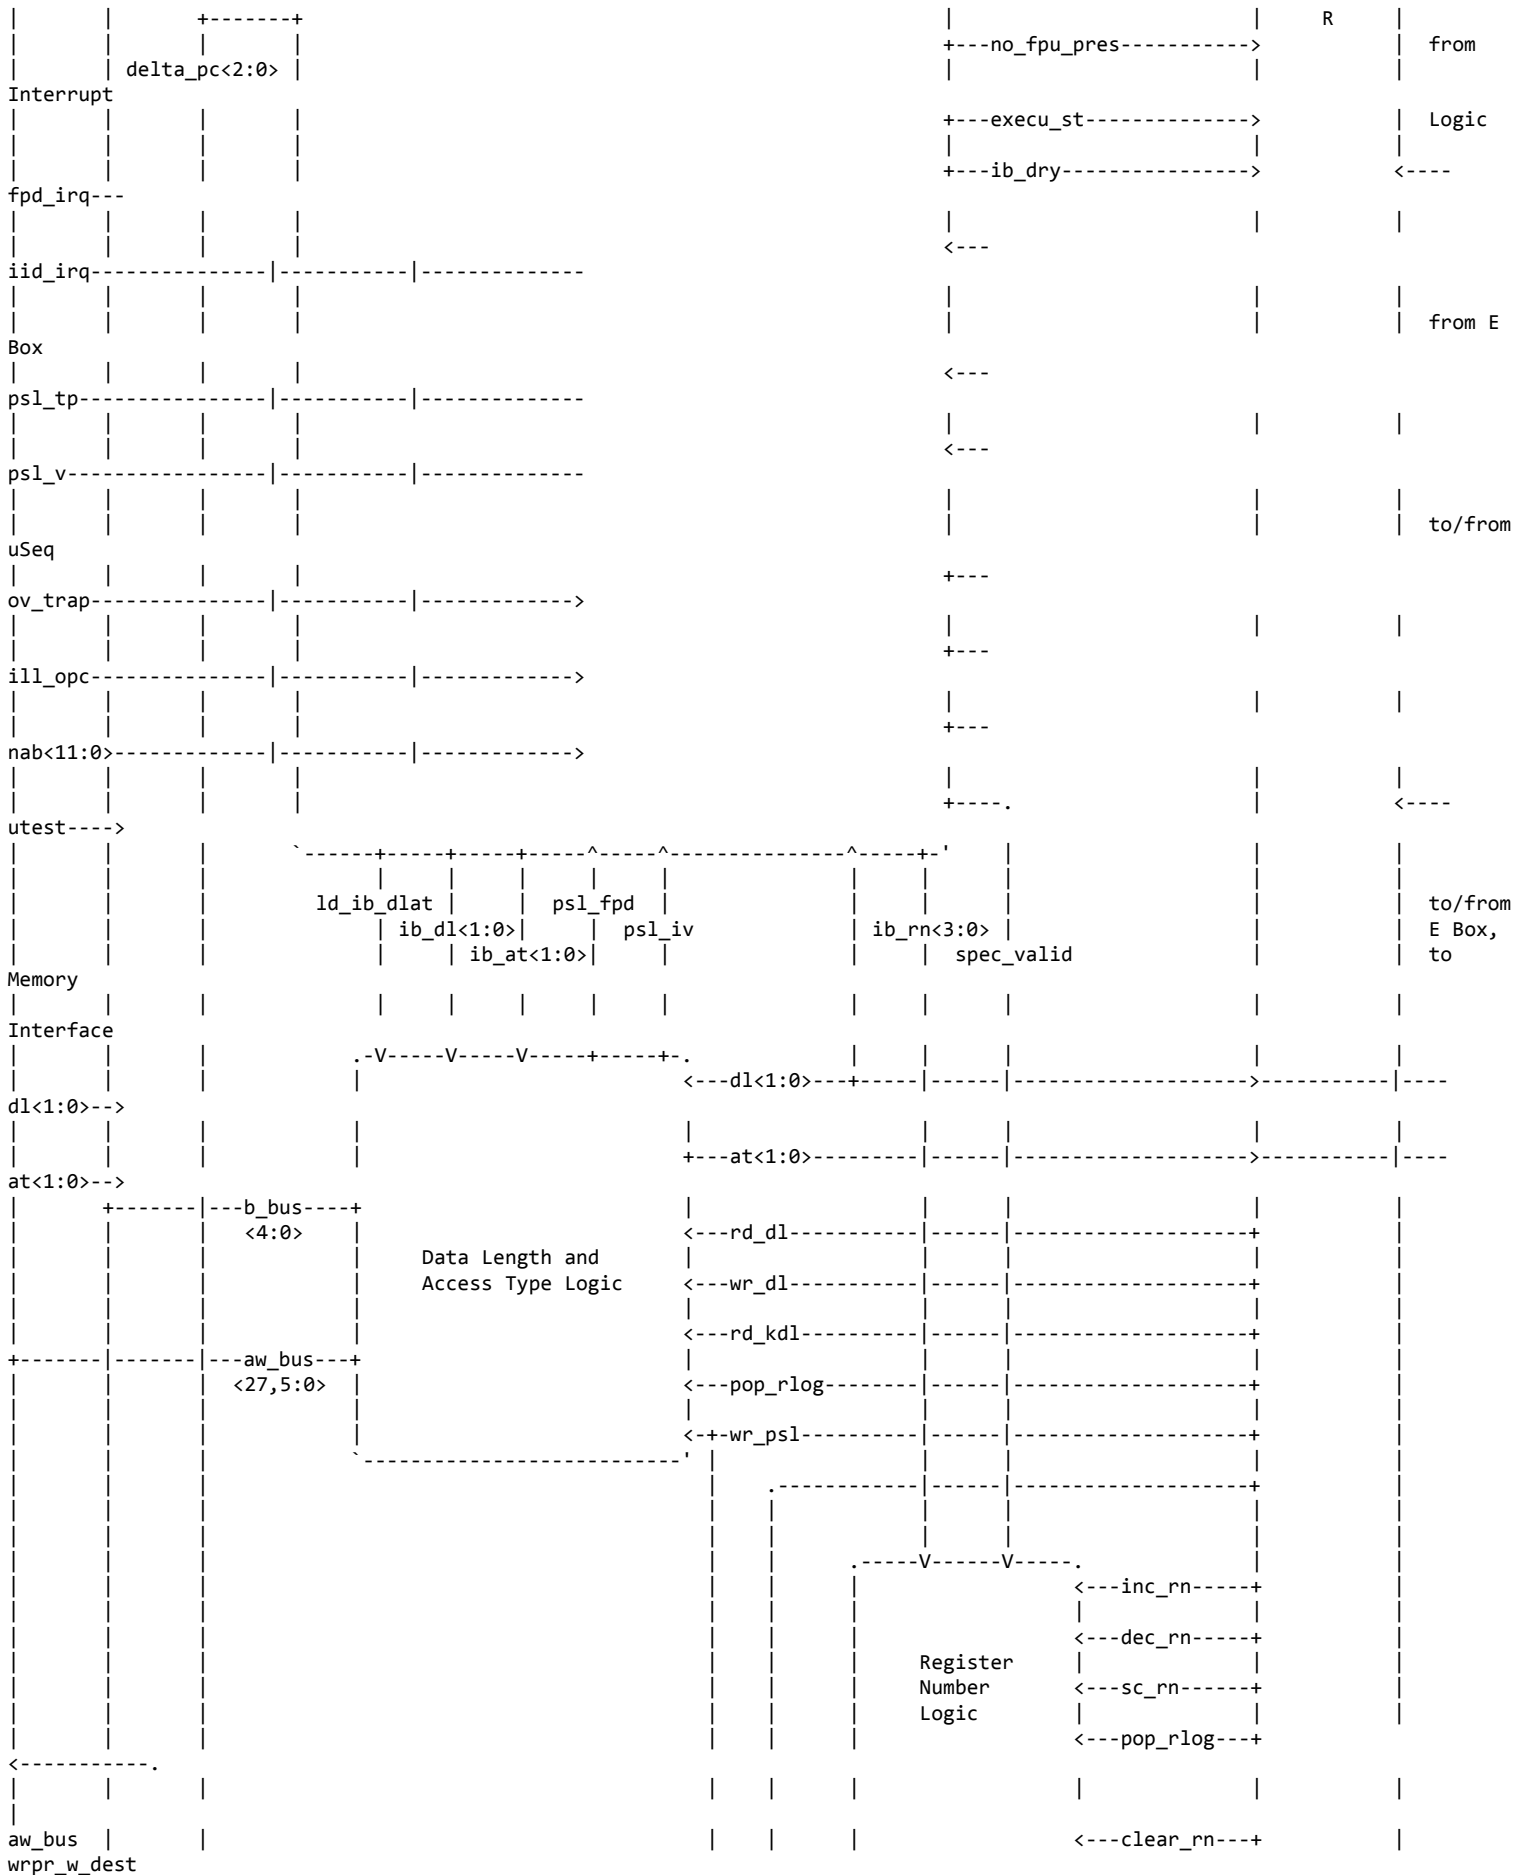 |       |       +-------+ | | R |
|       |       |       | +---no_fpu_pres-----------> | from
|       | delta_pc<2:0> | | | |
Interrupt
|       |       |       | +---execu_st--------------> | Logic
|       |       |       | | | |
|       |       |       | +---ib_dry----------------> <----
fpd_irq---
|       |       |       | | | |
|       |       |       | <---
iid_irq---------------|-----------|--------------
|       |       |       | | | |
|       |       |       | | | | from E
Box
|       |       |       | <---
psl_tp----------------|-----------|--------------
|       |       |       | | | |
|       |       |       | <---
psl_v-----------------|-----------|--------------
|       |       |       | | | |
|       |       |       | | | | to/from
uSeq
|       |       |       | +---
ov_trap---------------|-----------|------------->
|       |       |       | | | |
|       |       |       | +---
ill_opc---------------|-----------|------------->
|       |       |       | | | |
|       |       |       | +---
nab<11:0>-------------|-----------|------------->
|       |       |       | | | |
|       |       |       | +----. | <----
utest---->
|       |       | `------+-----+-----+-----^-----^---------------^-----+-' | | |
|       |       | | | | | | | | | | |
|       |       | ld_ib_dlat | | psl_fpd | | | | | | to/from
|       |       | | ib_dl<1:0>| | psl_iv | ib_rn<3:0> | | | E Box,
|       |       | | | ib_at<1:0>| | | | spec_valid | | to
Memory
|       |       | | | | | | | | | | |
Interface
|       |       | .-V-----V-----V-----+-----+-. | | | | |
|       |       | | <---dl<1:0>---+-----|------|-------------------->-----------|----
dl<1:0>-->
|       |       | | | | | | |
|       |       | | +---at<1:0>---------|------|-------------------->-----------|----
at<1:0>-->
|       +-------|---b_bus----+ | | | | |
|       |       | <4:0> | <---rd_dl-----------|------|--------------------+ |
|       |       | | Data Length and | | | | |
|       |       | | Access Type Logic <---wr_dl-----------|------|--------------------+ |
|       |       | | | | | | |
|       |       | | <---rd_kdl----------|------|--------------------+ |
+-------|-------|---aw_bus---+ | | | | |
|       |       | <27,5:0> | <---pop_rlog--------|------|--------------------+ |
|       |       | | | | | | |
|       |       | | <-+-wr_psl----------|------|--------------------+ |
|       |       | `---------------------------' | | | | |
|       |       | | .------------|------|--------------------+ |
|       |       | | | | | | |
|       |       | | | | | | |
|       |       | | | .-----V------V-----. | |
|       |       | | | | <---inc_rn-----+ |
|       |       | | | | | | |
|       |       | | | | <---dec_rn-----+ |
|       |       | | | | Register | | |
|       |       | | | | Number <---sc_rn------+ |
|       |       | | | | Logic | | |
|       |       | | | | <---pop_rlog---+
<-----------.
|       |       | | | | | | |
|
aw_bus  |       | | | | <---clear_rn---+ |
wrpr_w_dest